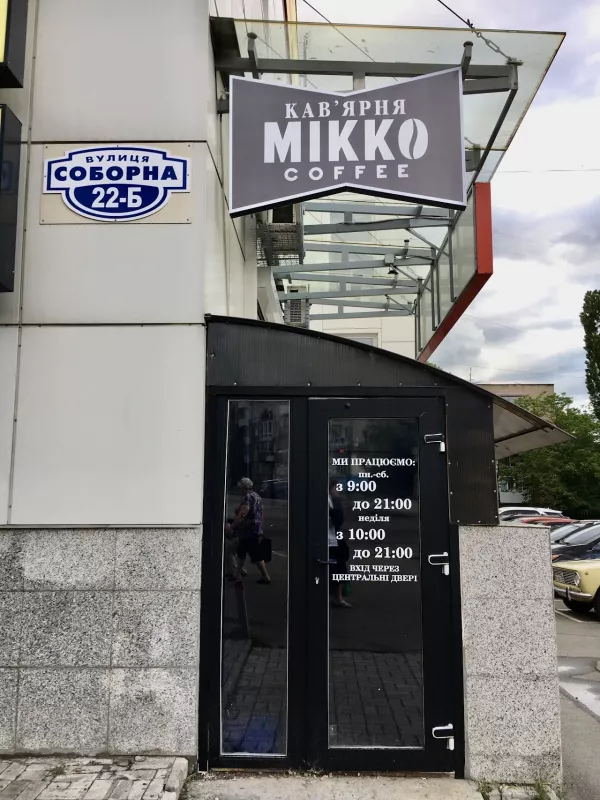 КАВ'ЯРНЯ
MIKKO
COFFEE
ВУЛИЦЯ
СОБОРНА
22-Б
МИ ПРАЦЮЄМО:
пн.-сб.
з 9:00
до 21:00
неділя
з 10:00
до 21:00
ВХІД ЧЕРЕЗ
ЦЕНТРАЛЬНІ ДВЕРІ